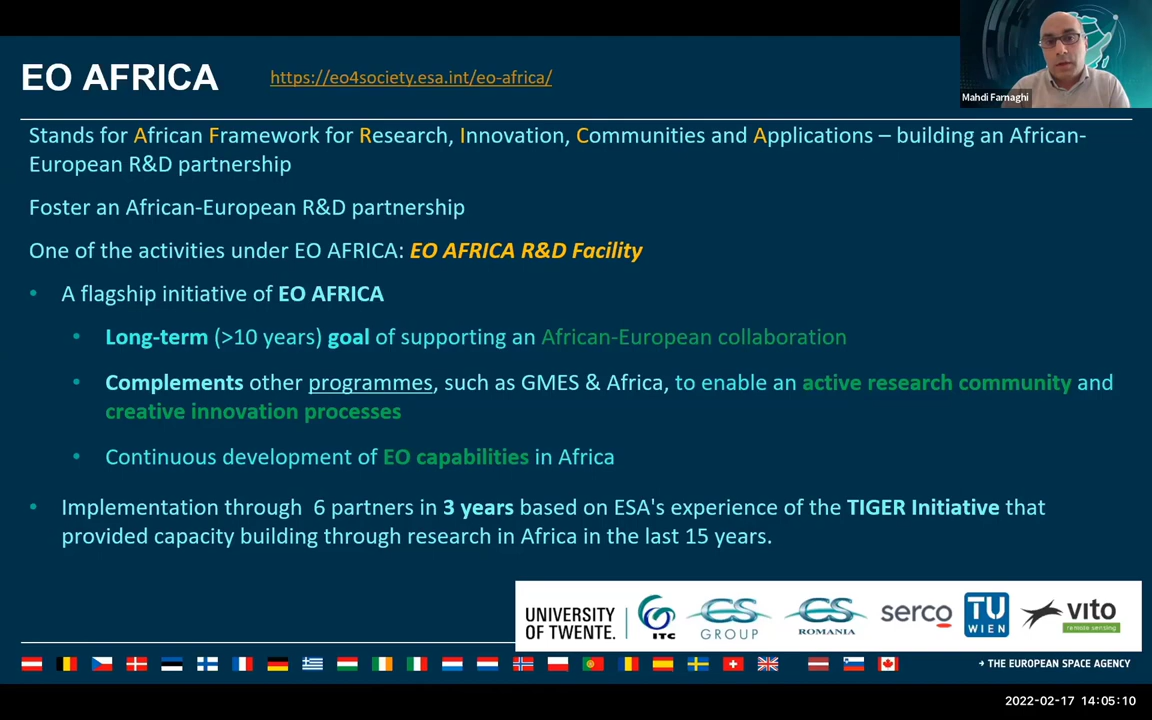 EO AFRICA
https://eo4society.esa.int/eo-africa/
Mahdi Farnaghi
Stands for African Framework for Research, Innovation, Communities and Applications – building an African-
European R&D partnership
Foster an African-European R&D partnership
One of the activities under EO AFRICA: EO AFRICA R&D Facility
• A flagship initiative of EO AFRICA
• Long-term (>10 years) goal of supporting an African-European collaboration
• Complements other programmes, such as GMES & Africa, to enable an active research community and
creative innovation processes
• Continuous development of EO capabilities in Africa
• Implementation through 6 partners in 3 years based on ESA's experience of the TIGER Initiative that
provided capacity building through research in Africa in the last 15 years.
UNIVERSITY
OF TWENTE.
ITC
CS
GROUP
CS
ROMANIA
serco
TU
WIEN
vito
remote sensing
→ THE EUROPEAN SPACE AGENCY
2022-02-17 14:05:10